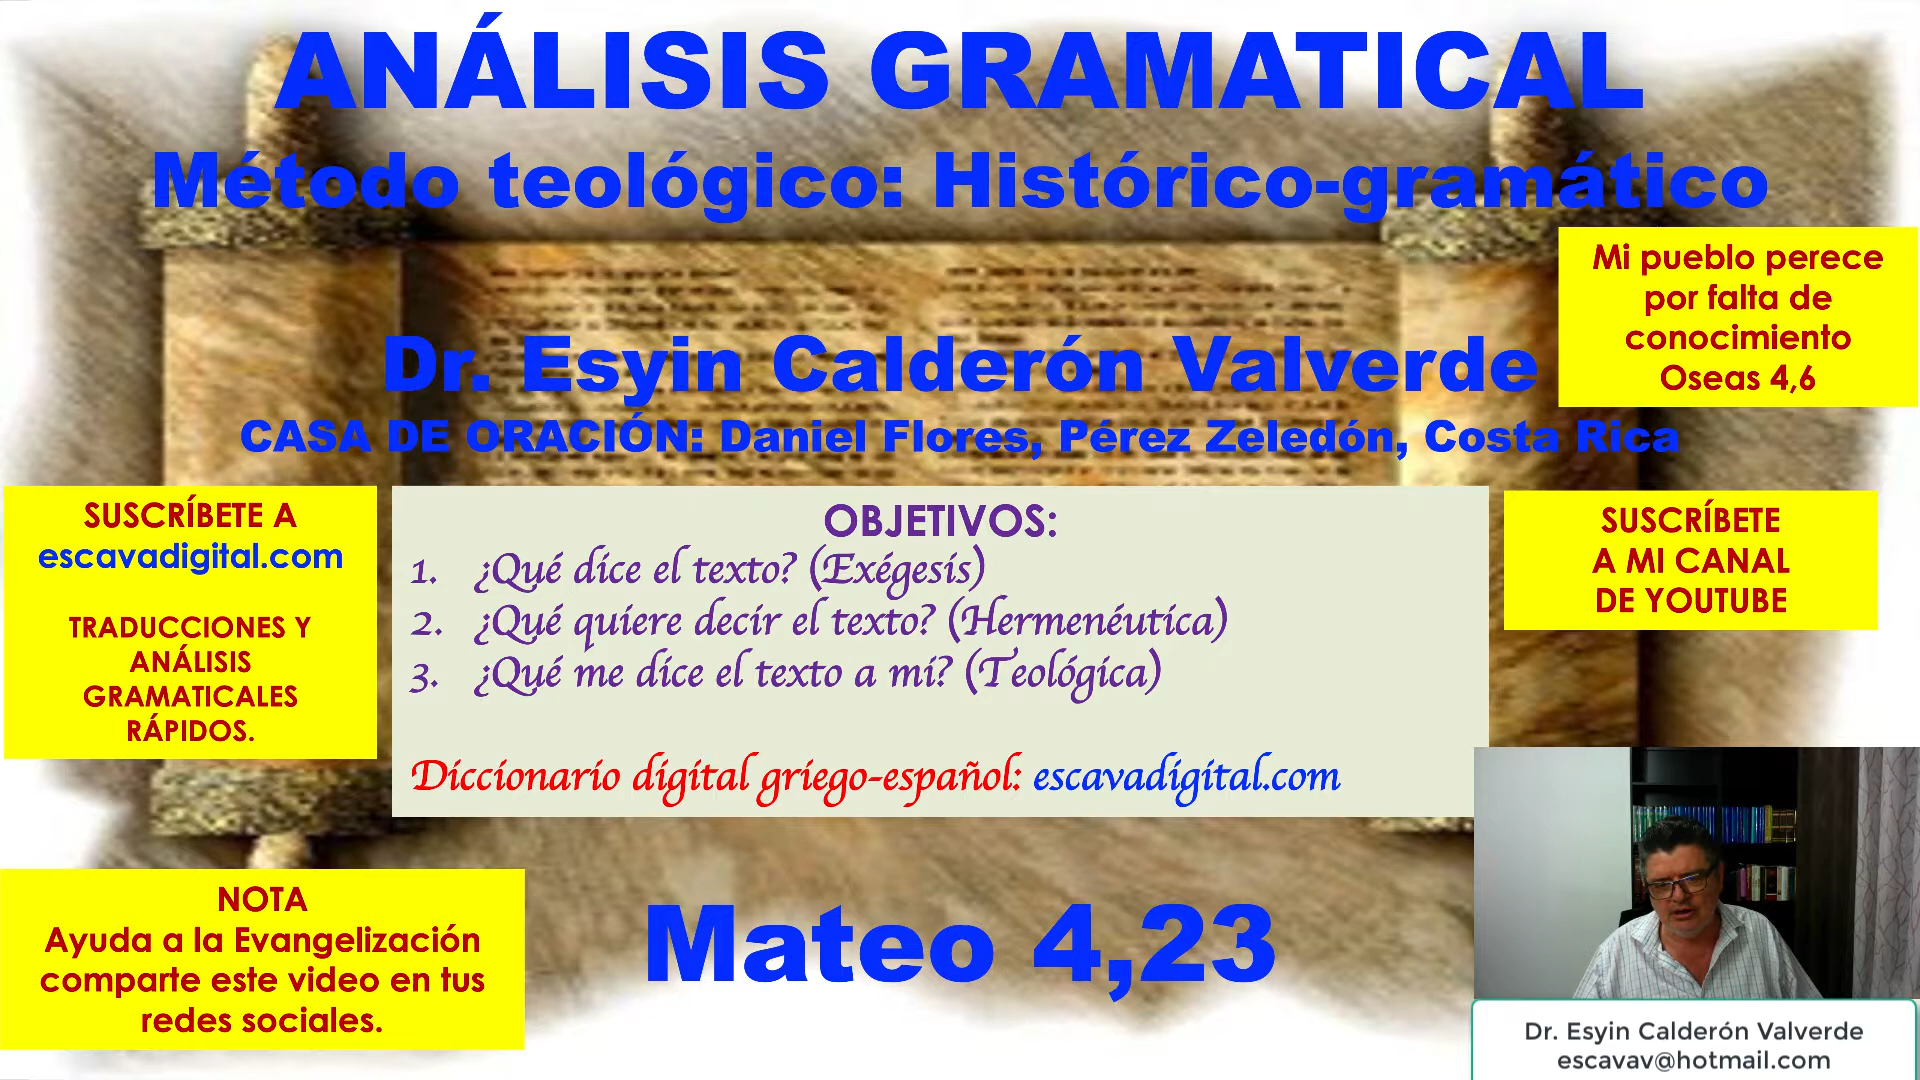 ANÁLISIS GRAMATICAL
Método teológico: Histórico-gramático
Mi pueblo perece
por falta de
conocimiento
Oseas 4,6
Dr. Esyin Calderón Valverde
CASA DE ORACIÓN: Daniel Flores, Pérez Zeledón, Costa Rica
SUSCRÍBETE A
escavadigital.com
TRADUCCIONES Y
ANÁLISIS
GRAMATICALES
RÁPIDOS.
OBJETIVOS:
1. ¿Qué dice el texto? (Exégesis)
2. ¿Qué quiere decir el texto? (Hermenéutica)
3. ¿Qué me dice el texto a mi? (Teológica)
Diccionario digital griego-español: escavadigital.com
SUSCRÍBETE
A MI CANAL
DE YOUTUBE
NOTA
Ayuda a la Evangelización
comparte este video en tus
redes sociales.
Mateo 4,23
Dr. Esyin Calderón Valverde
escavav@hotmail.com